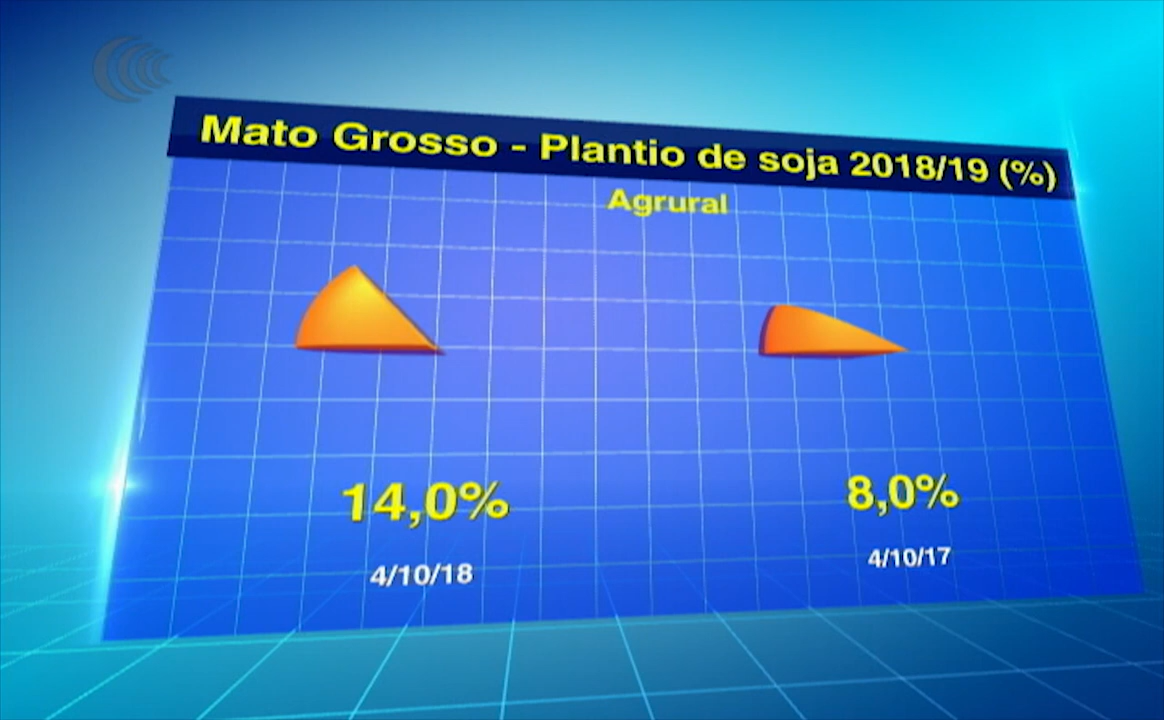 Mato Grosso - Plantio de soja 2018/19 (%)
Agrural
14,0%
8,0%
4/10/18
4/10/17